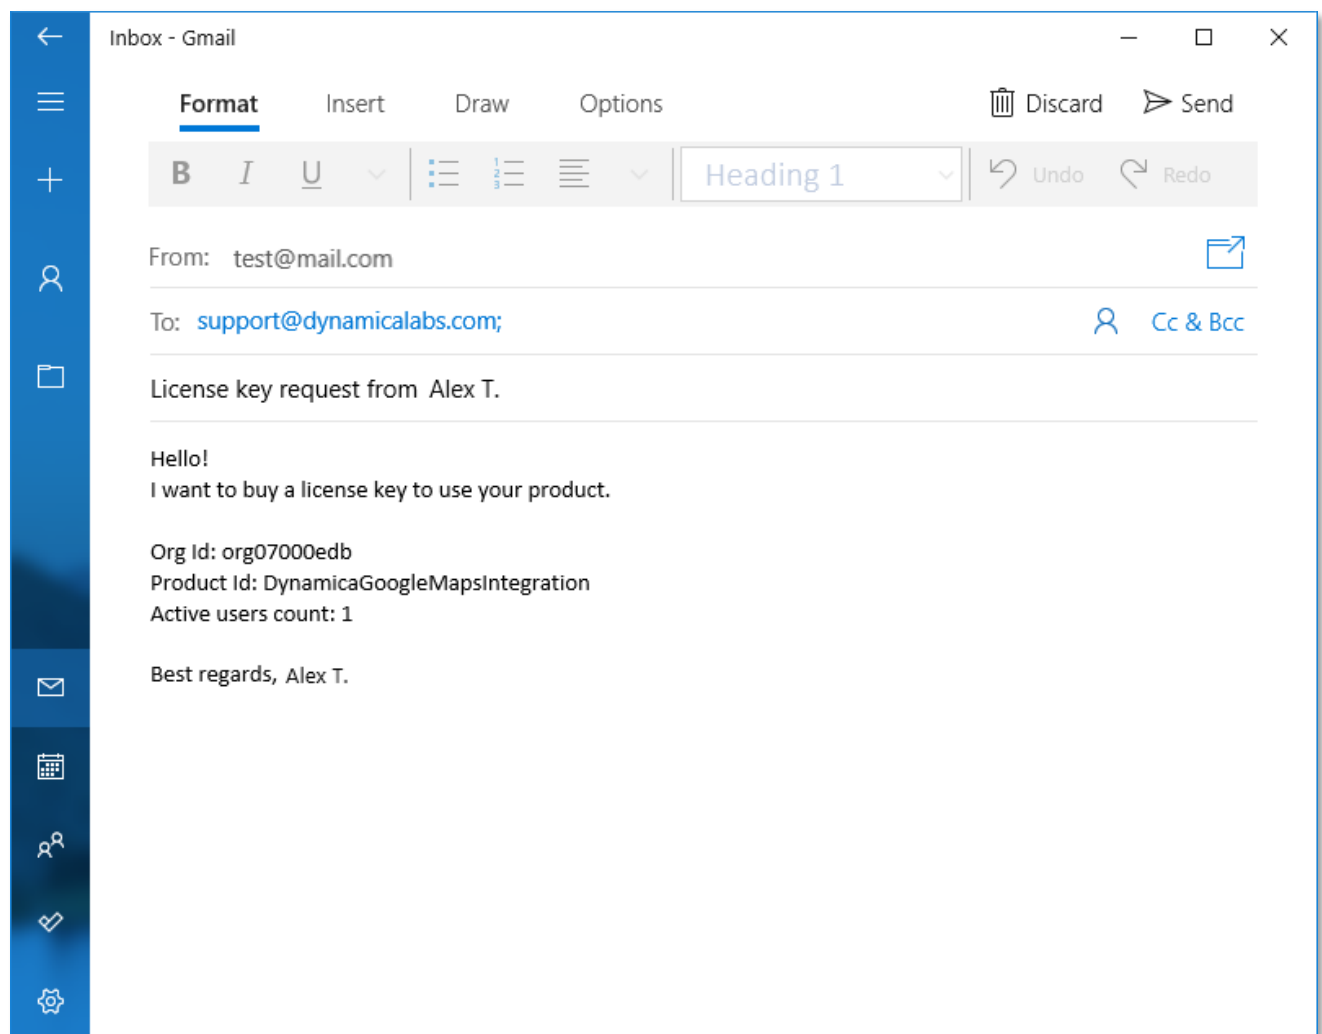 Inbox - Gmail
Format Insert Draw Options Discard Send
B I U Heading 1 Undo Redo
From: test@mail.com
To: support@dynamicalabs.com; Cc & Bcc
License key request from Alex T.
Hello!
I want to buy a license key to use your product.
Org Id: org07000edb
Product Id: DynamicaGoogleMapsIntegration
Active users count: 1
Best regards, Alex T.